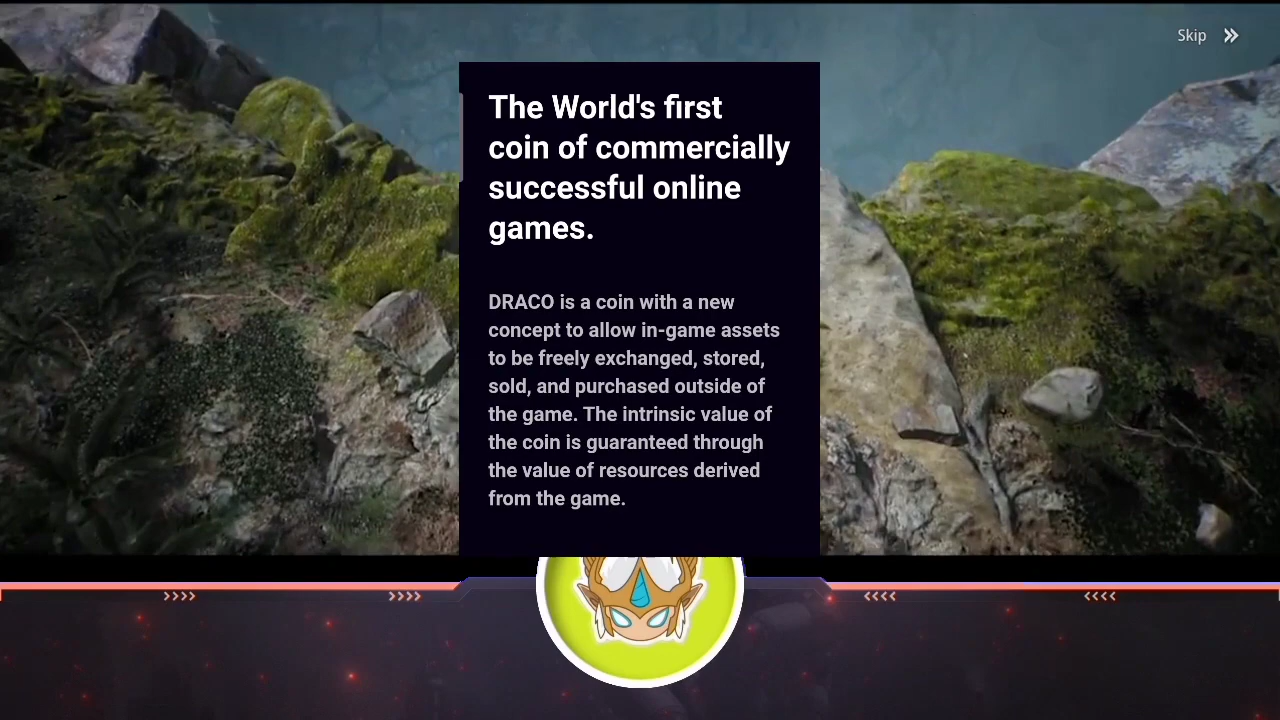 Skip
The World's first
coin of commercially
successful online
games.
DRACO is a coin with a new
concept to allow in-game assets
to be freely exchanged, stored,
sold, and purchased outside of
the game. The intrinsic value of
the coin is guaranteed through
the value of resources derived
from the game.